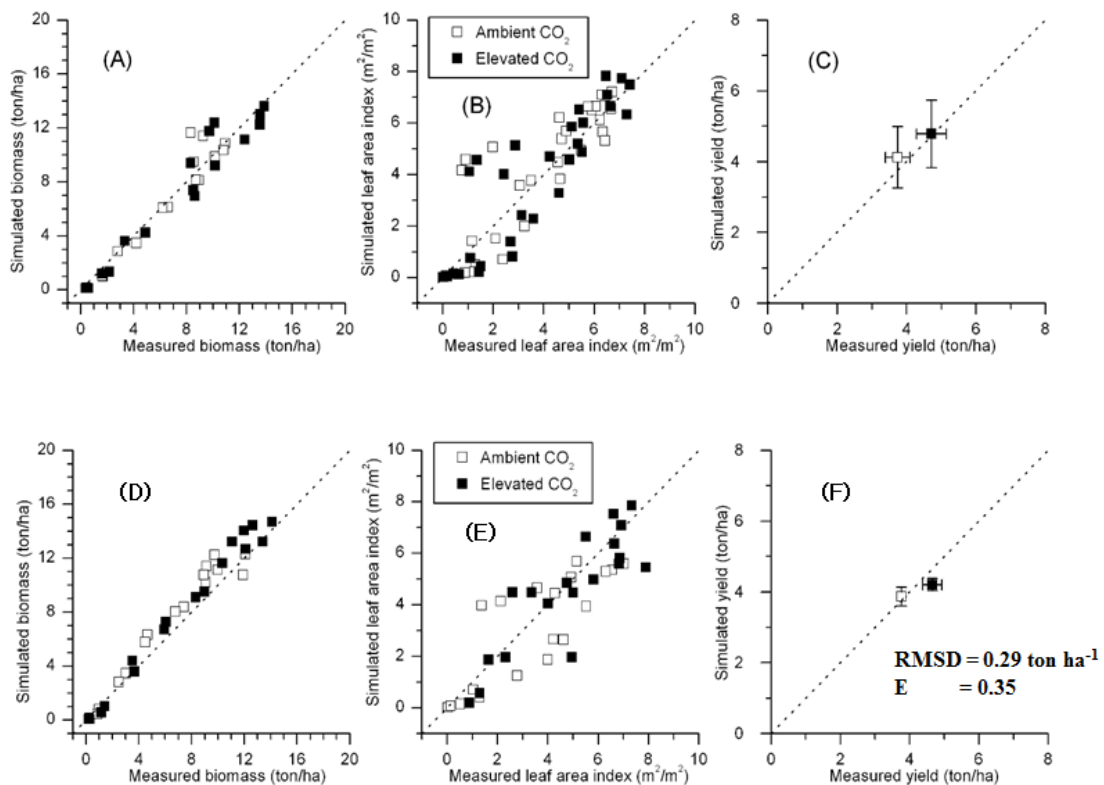 20
16
12
8
4
0
Simulated biomass (ton/ha)
(A)
0 4 8 12 16 20
Measured biomass (ton/ha)
10
8
6
4
2
0
Simulated leaf area index (m²/m²)
Ambient CO₂
Elevated CO₂
(B)
0 2 4 6 8 10
Measured leaf area index (m²/m²)
8
6
4
2
0
Simulated yield (ton/ha)
(C)
0 2 4 6 8
Measured yield (ton/ha)
20
16
12
8
4
0
Simulated biomass (ton/ha)
(D)
0 4 8 12 16 20
Measured biomass (ton/ha)
10
8
6
4
2
0
Simulated leaf area index (m²/m²)
Ambient CO₂
Elevated CO₂
(E)
0 2 4 6 8 10
Measured leaf area index (m²/m²)
8
6
4
2
0
Simulated yield (ton/ha)
(F)
RMSD = 0.29 ton ha⁻¹
E = 0.35
0 2 4 6 8
Measured yield (ton/ha)